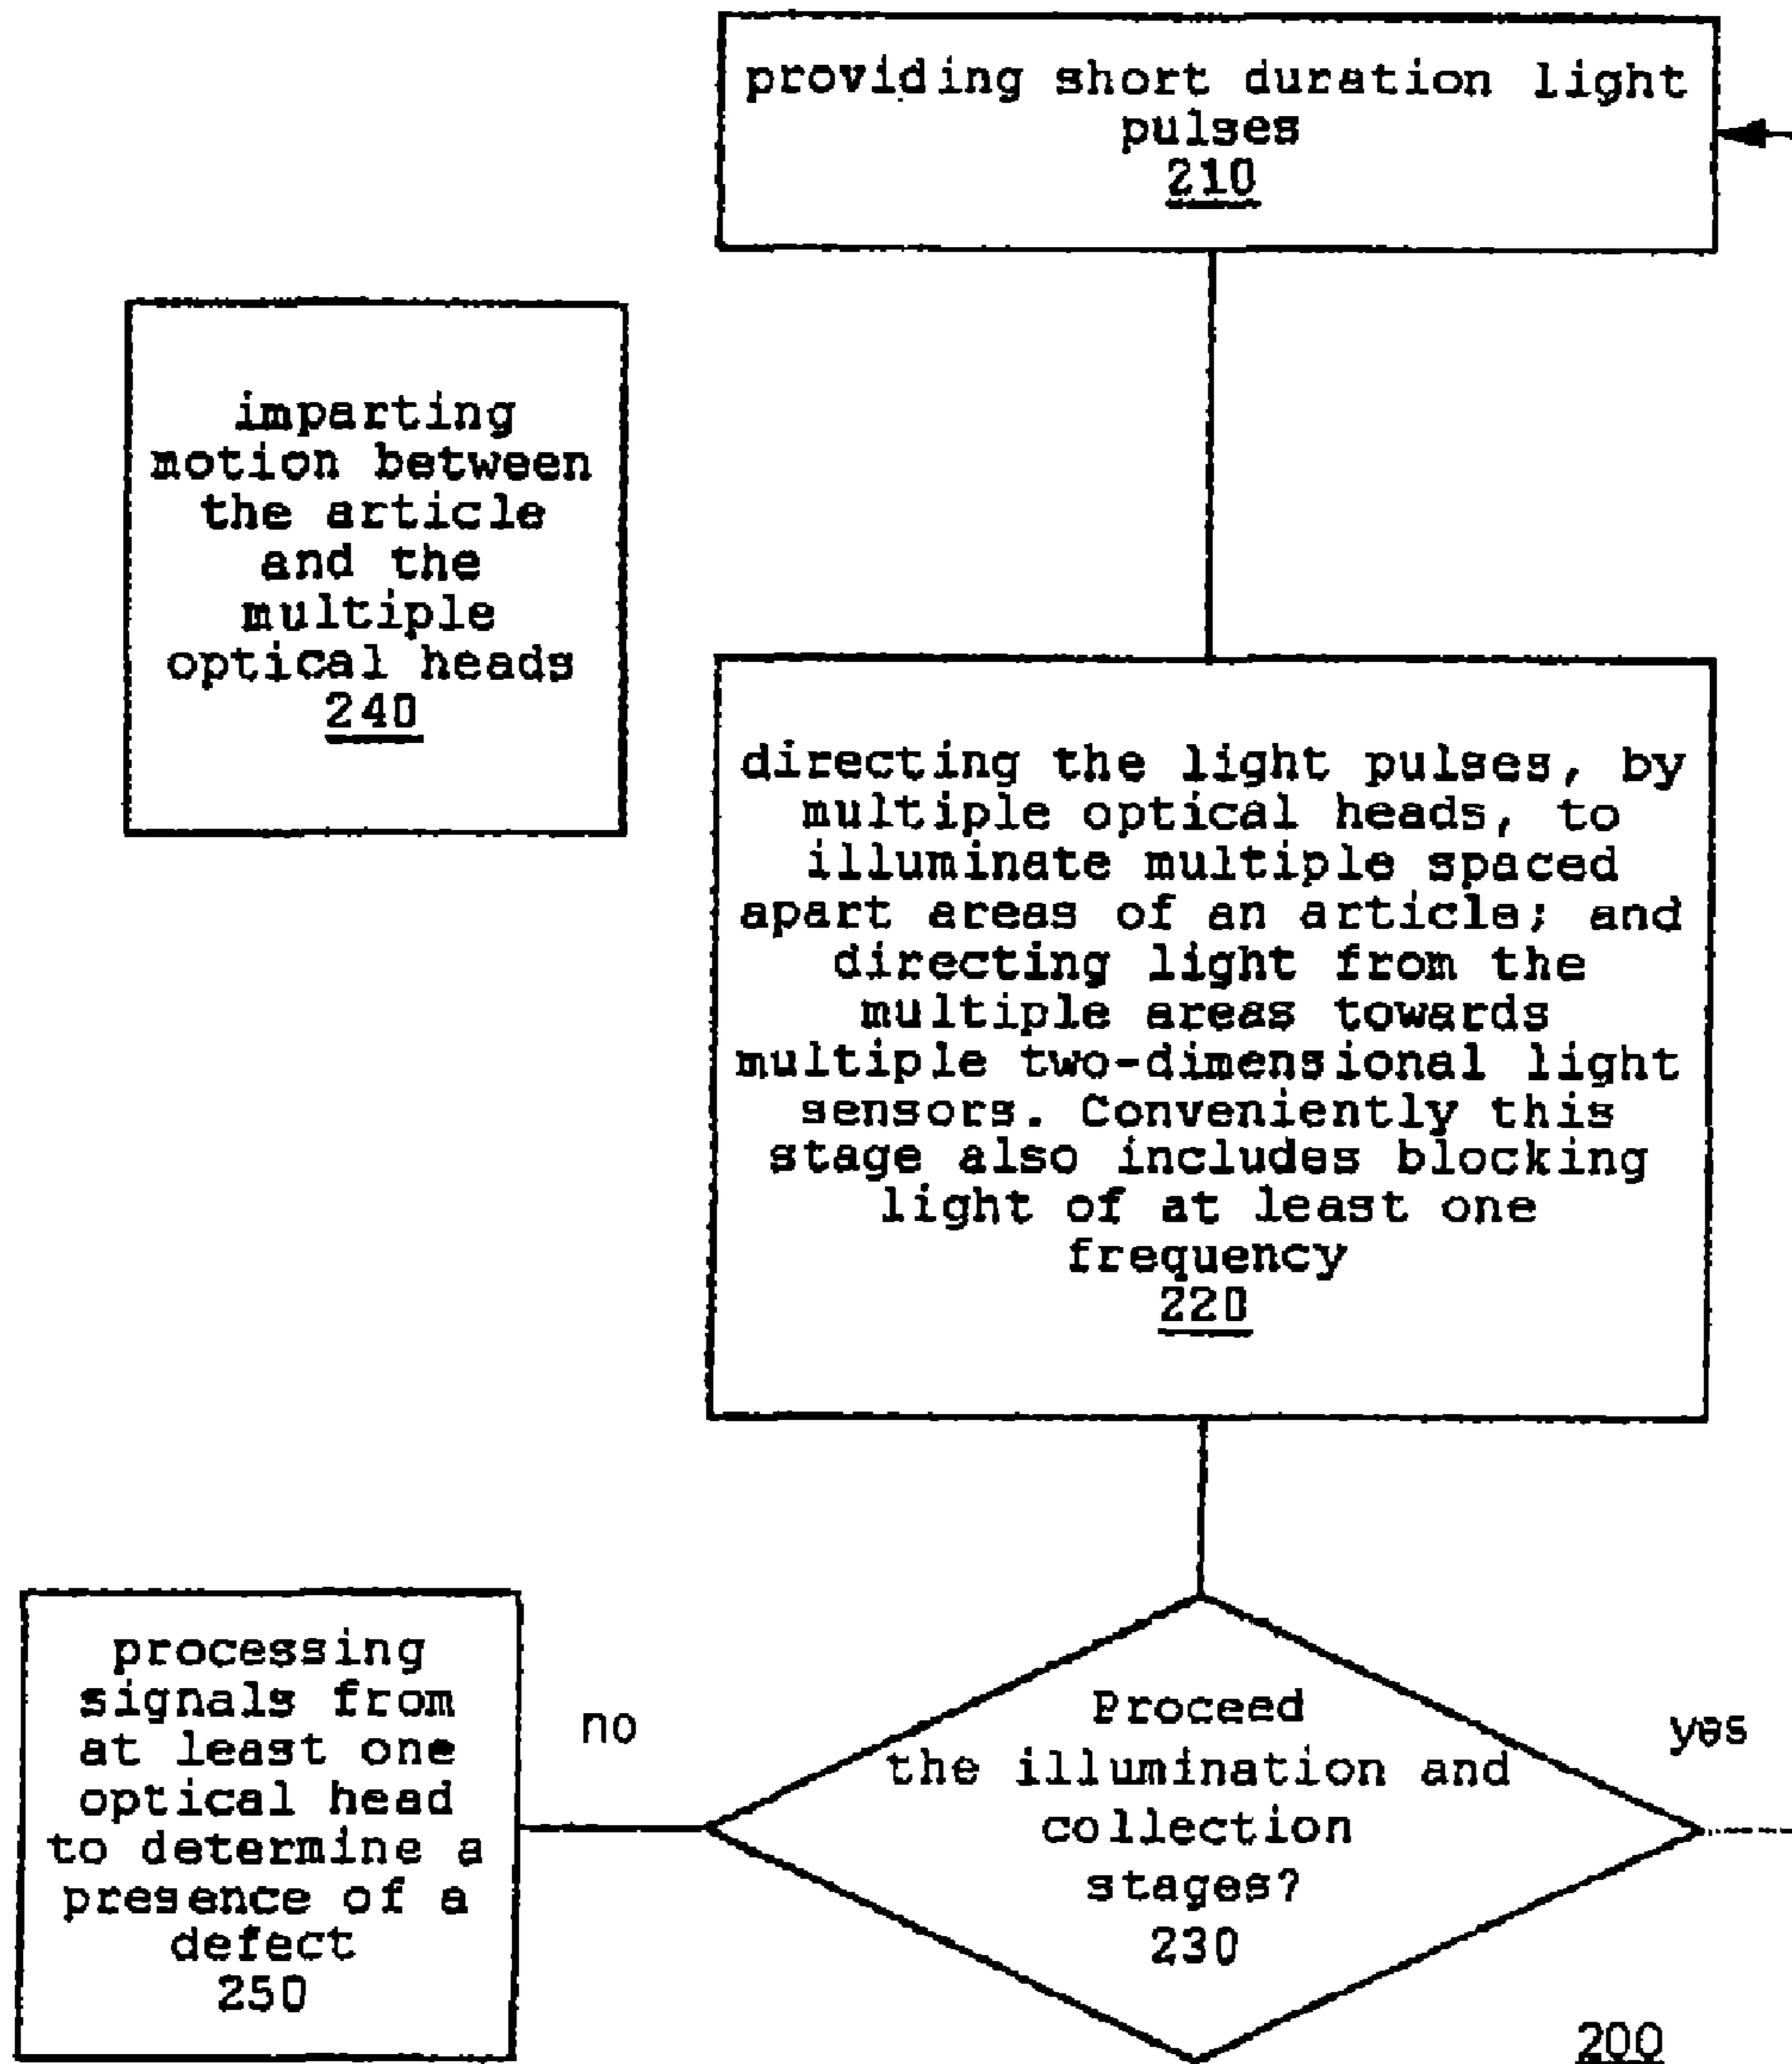 providing short duration light
pulses
210
imparting
motion between
the article
and the
multiple
optical heads
240
directing the light pulses, by
multiple optical heads, to
illuminate multiple spaced
apart areas of an article; and
directing light from the
multiple areas towards
multiple two-dimensional light
sensors. Conveniently this
stage also includes blocking
light of at least one
frequency
220
processing
signals from
at least one
optical head
to determine a
presence of a
defect
250
no
Proceed
the illumination and
collection
stages?
230
yes
200